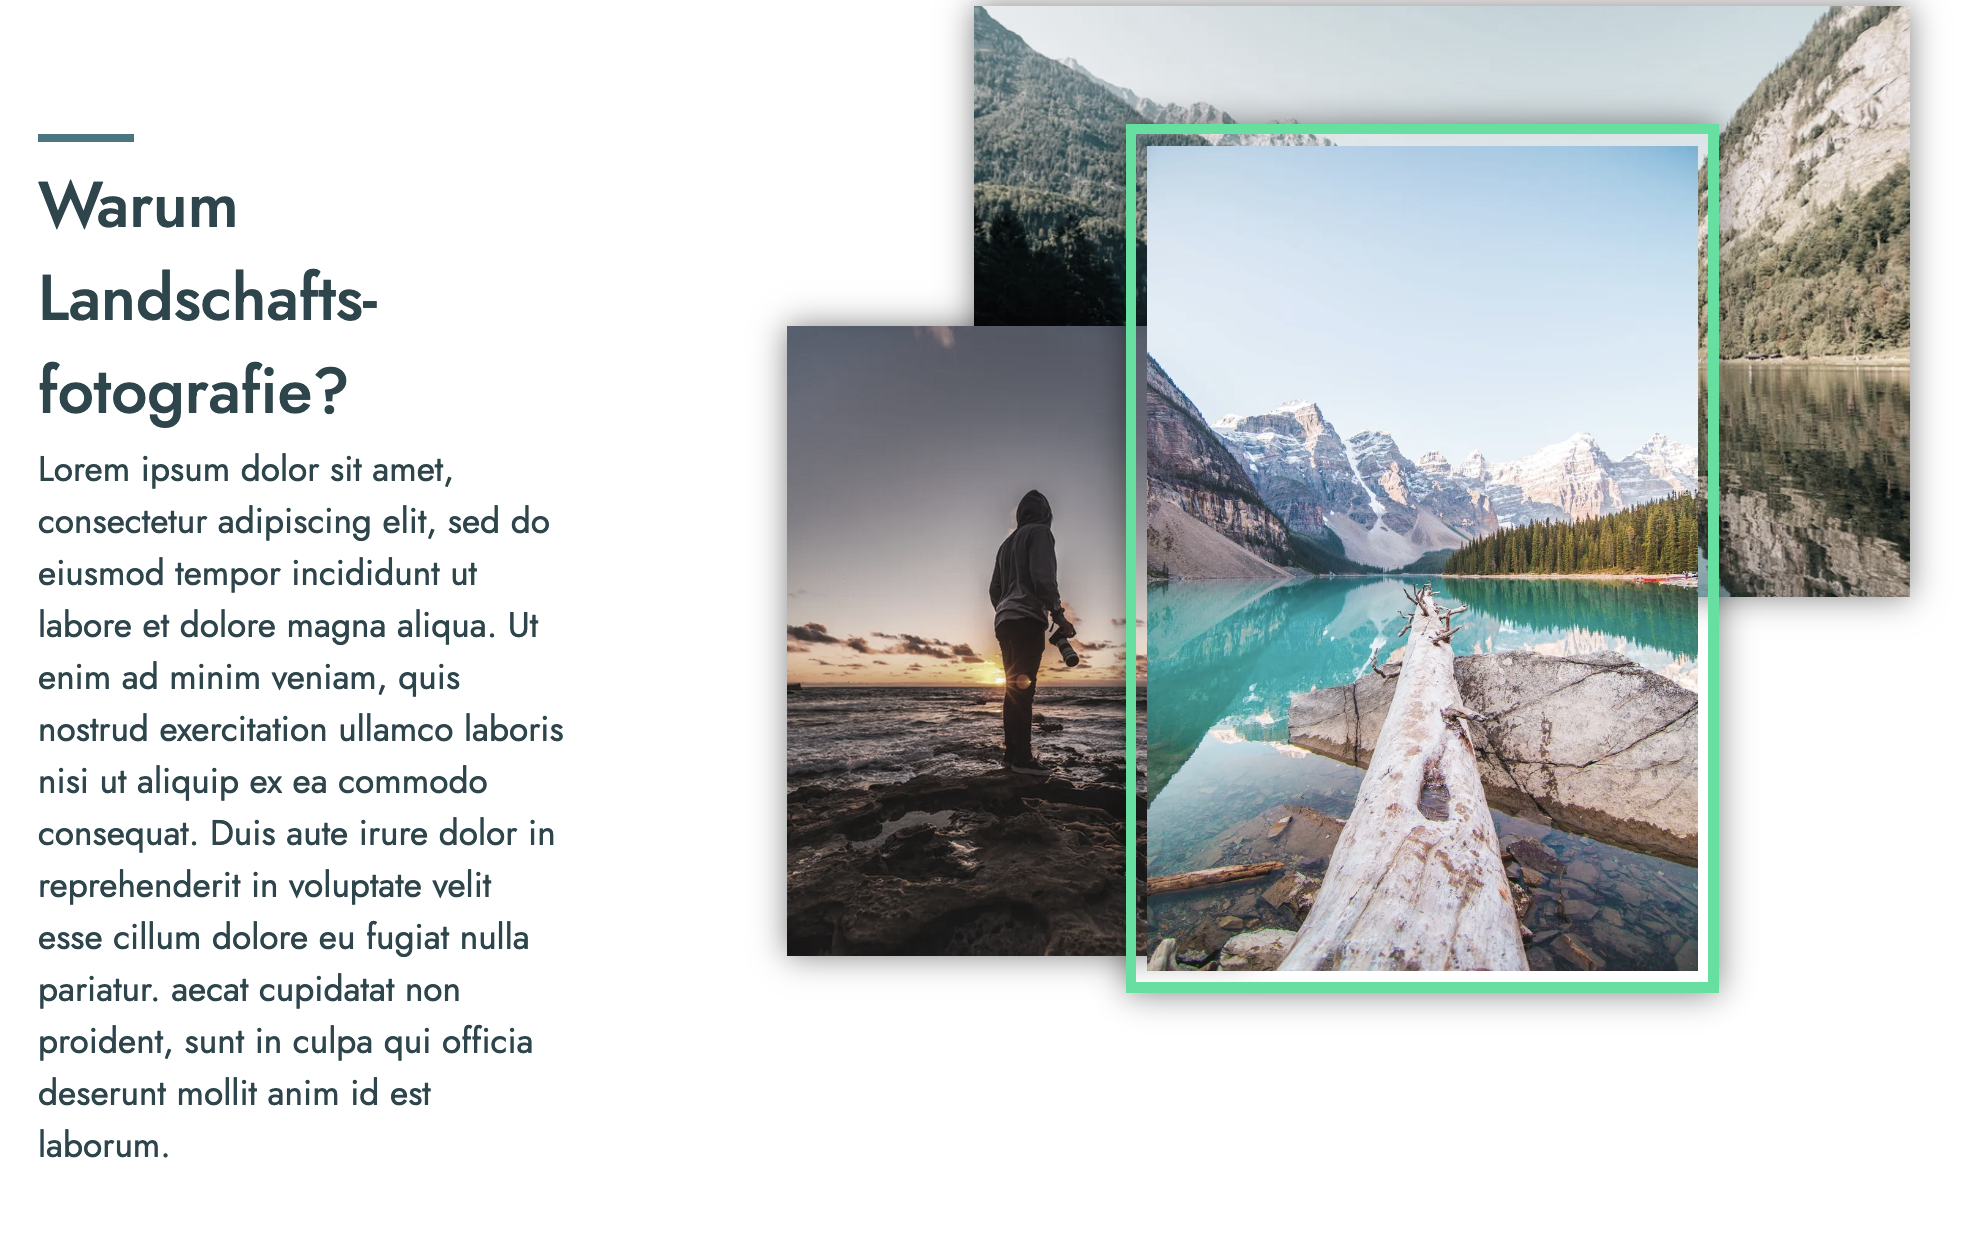 Warum
Landschafts-
fotografie?
Lorem ipsum dolor sit amet,
consectetur adipiscing elit, sed do
eiusmod tempor incididunt ut
labore et dolore magna aliqua. Ut
enim ad minim veniam, quis
nostrud exercitation ullamco laboris
nisi ut aliquip ex ea commodo
consequat. Duis aute irure dolor in
reprehenderit in voluptate velit
esse cillum dolore eu fugiat nulla
pariatur. aecat cupidatat non
proident, sunt in culpa qui officia
deserunt mollit anim id est
laborum.